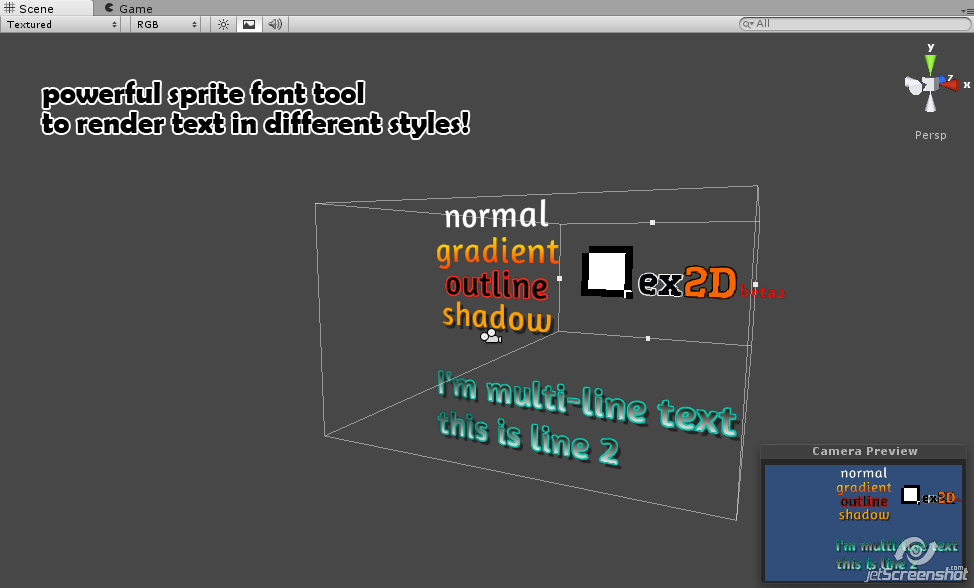 Scene
Game
Textured
RGB
All
powerful sprite font tool
to render text in different styles!
y
z
x
Persp
normal
gradient
outline
shadow
ex2D
beta2
I'm multi-line text
this is line 2
Camera Preview
normal
gradient
outline
shadow
ex2D
I'm multi-line text
this is line 2
jetScreenshot.com